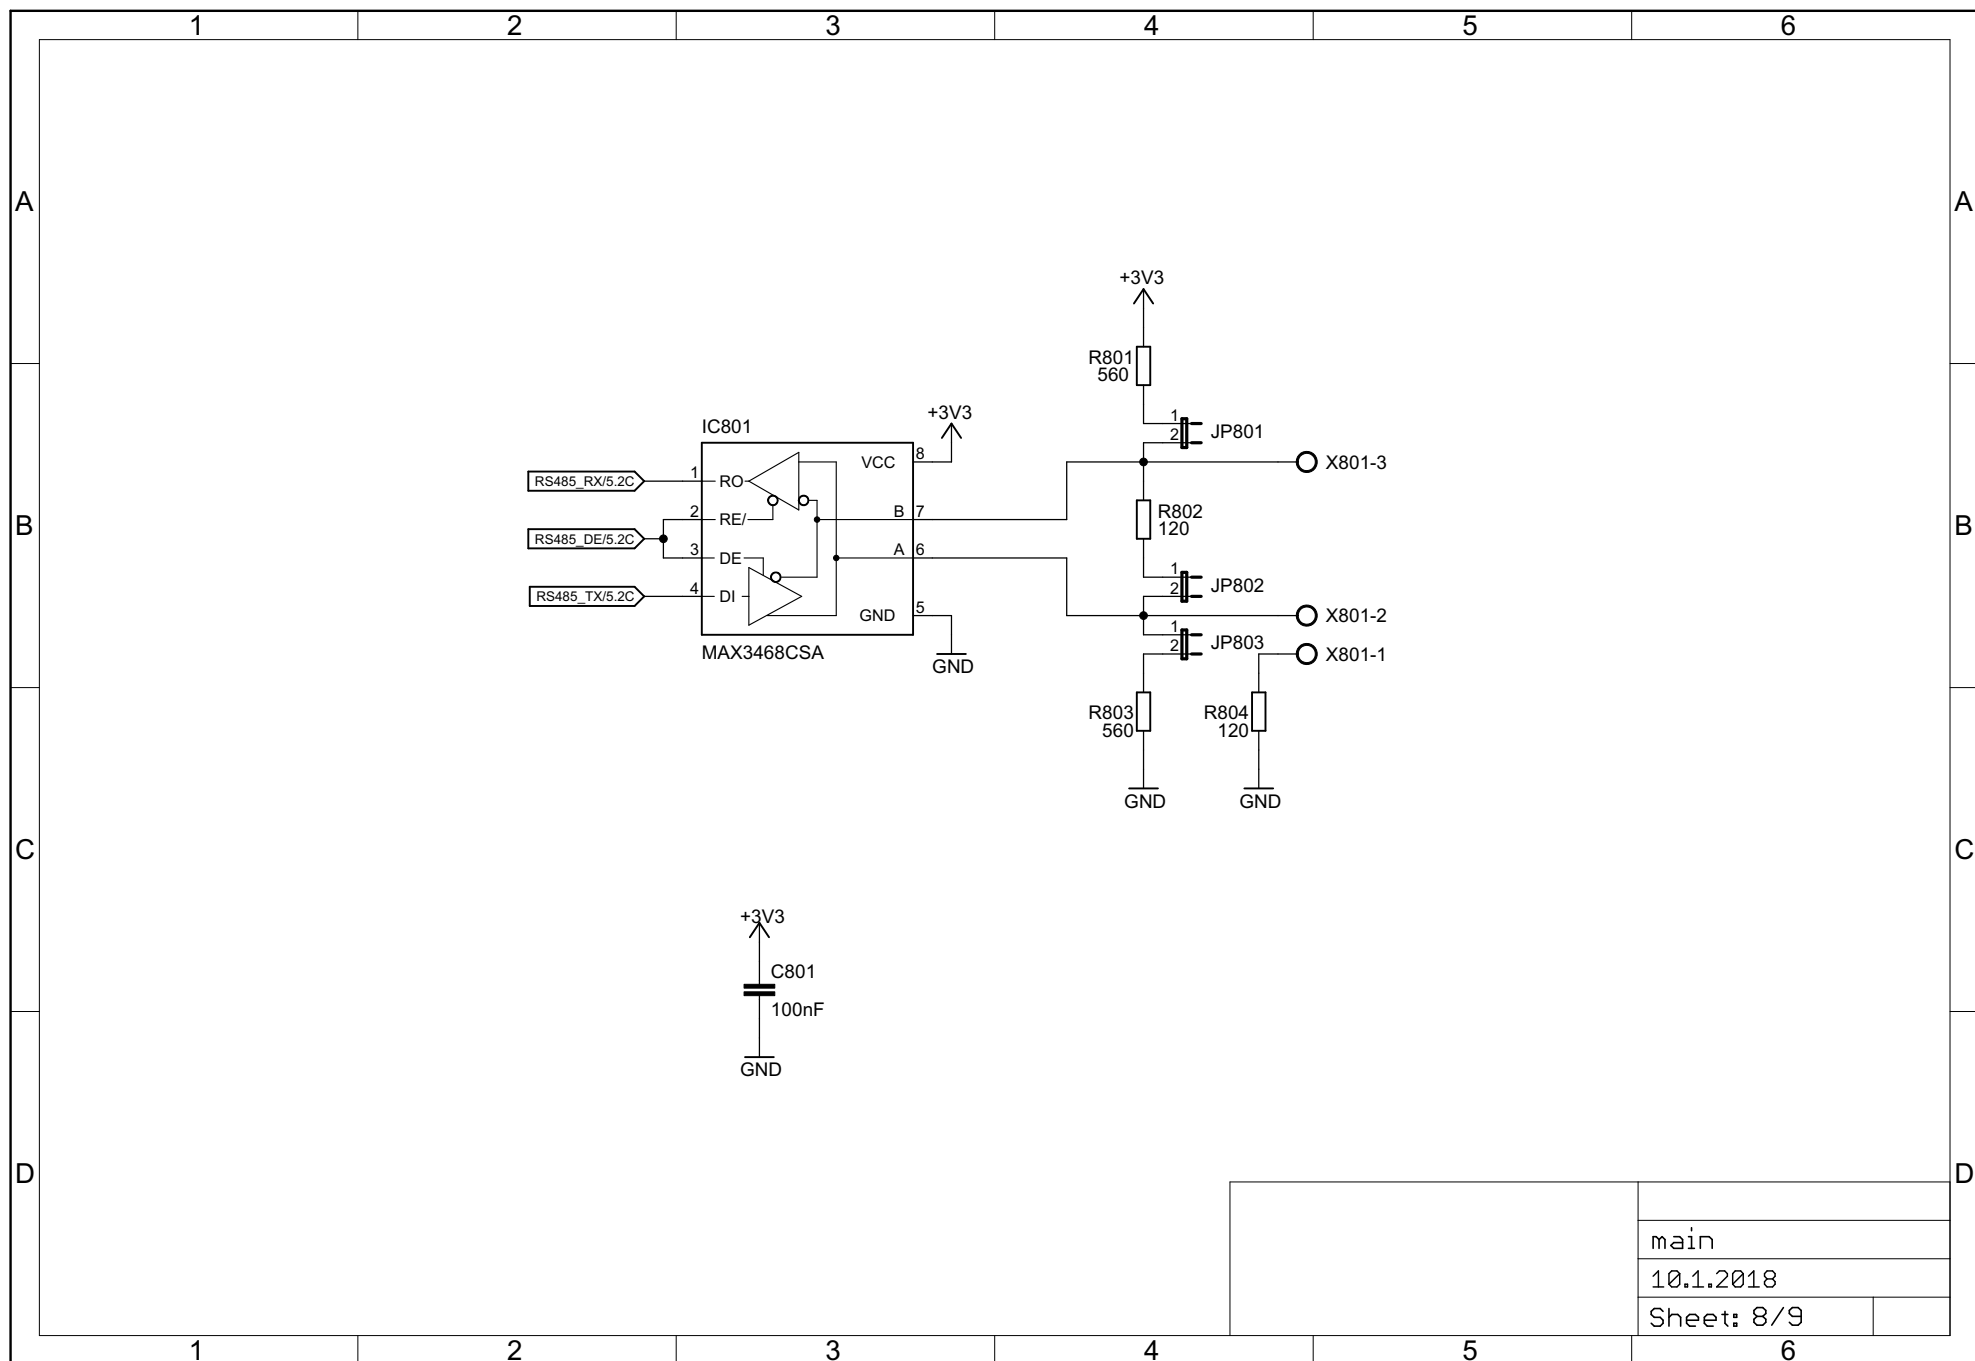 1 2 3 4 5 6
A A
+3V3
R801
560
+3V3
IC801
1
2
JP801
8
VCC
X801-3
RS485_RX/5.2C
1
RO
2
RE/
B
7
R802
120
B B
RS485_DE/5.2C
3
DE
A
6
1
2
JP802
RS485_TX/5.2C
4
DI
GND
5
X801-2
1
2
JP803
MAX3468CSA
GND
X801-1
R803
560
R804
120
GND
GND
C C
+3V3
C801
100nF
GND
D D
main
10.1.2018
Sheet: 8/9
1 2 3 4 5 6